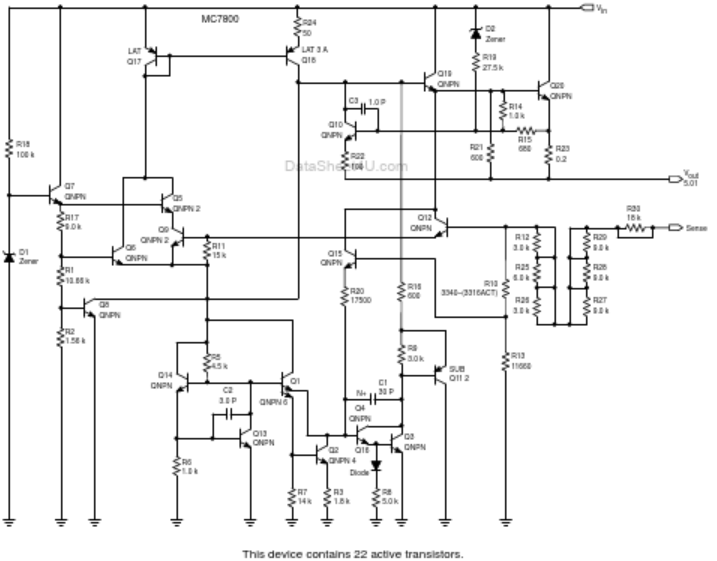 MC7800
Vin
R24
50
D2
Zener
LAT
Q17
LAT 3 A
Q18
R19
27.5 k
Q19
QNPN
Q20
QNPN
C3
1.0 P
R14
1.0 k
Q10
QNPN
R18
100 k
R15
680
R21
600
R23
0.2
R22
100
DataSheet4U.com
Vout
5.01
Q7
QNPN
Q5
QNPN 2
R17
9.0 k
Q12
QNPN
R30
18 k
Sense
Q9
QNPN 2
R11
15 k
Q6
QNPN
R12
3.0 k
R29
9.0 k
D1
Zener
Q15
QNPN
R1
10.66 k
R25
6.0 k
R28
9.0 k
R10
3340-(3316ACT)
R20
17500
R16
600
R26
3.0 k
R27
9.0 k
Q8
QNPN
R2
1.56 k
R5
4.5 k
R9
3.0 k
R13
11660
Q14
QNPN
Q1
QNPN 6
SUB
Q11 2
C2
3.0 P
N+
C1
30 P
Q4
QNPN
Q13
QNPN
Q16
Q3
QNPN
Q2
QNPN 4
R6
1.0 k
Diode
R7
14 k
R3
1.8 k
R8
5.0 k
This device contains 22 active transistors.